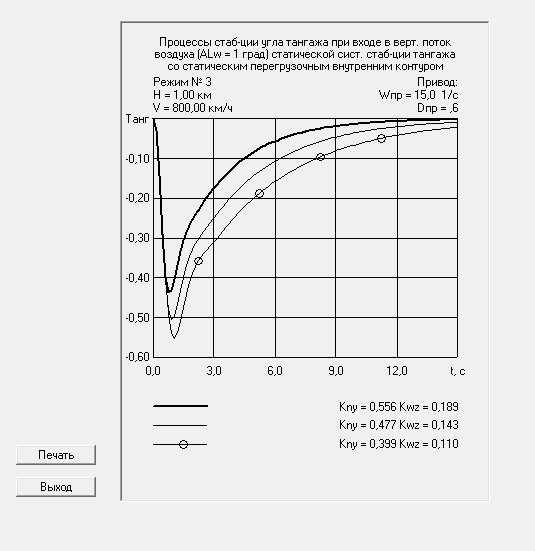 Процессы стаб-ции угла тангажа при входе в верт. поток
воздуха (ALw = 1 град) статической сист. стаб-ции тангажа
со статическим перегрузочным внутренним контуром
Режим № 3 Привод:
H = 1,00 км Wпр = 15,0 1/с
V = 800,00 км/ч Dпр = ,6
Танг
-0,10
-0,20
-0,30
-0,40
-0,50
-0,60
0,0 3,0 6,0 9,0 12,0 t, с
Kny = 0,556 Kwz = 0,189
Kny = 0,477 Kwz = 0,143
Kny = 0,399 Kwz = 0,110
Печать
Выход